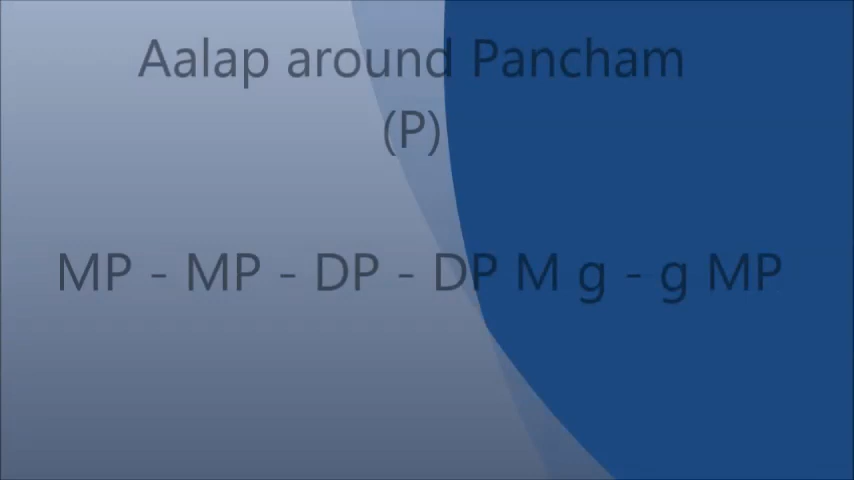 Aalap around Pancham
(P)
MP - MP - DP - DP M g - g MP